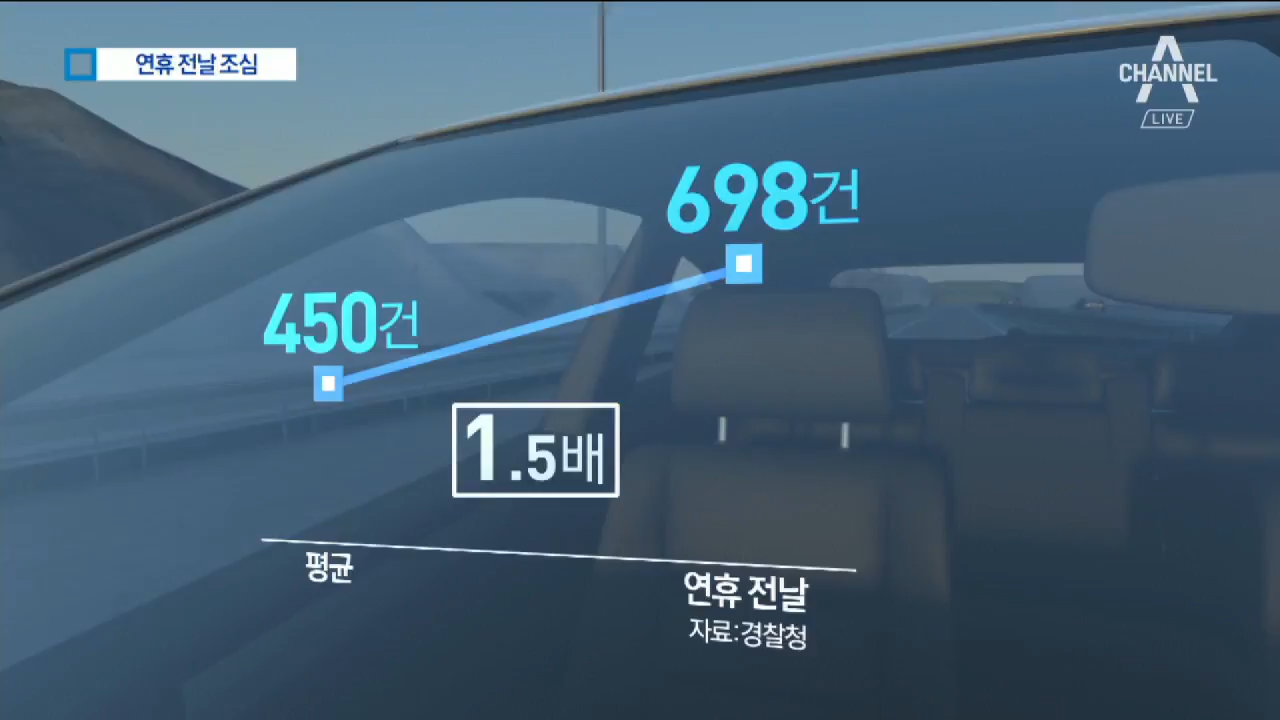 연휴 전날 조심
CHANNEL A
LIVE
698건
450건
1.5배
평균
연휴 전날
자료:경찰청